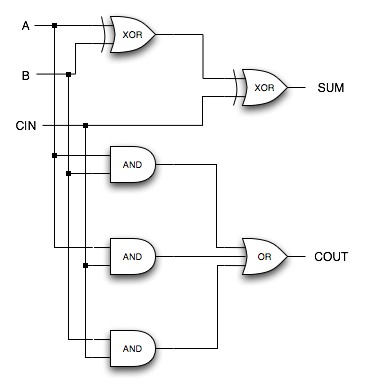 A
XOR
B
XOR
SUM
CIN
AND
AND
OR
COUT
AND